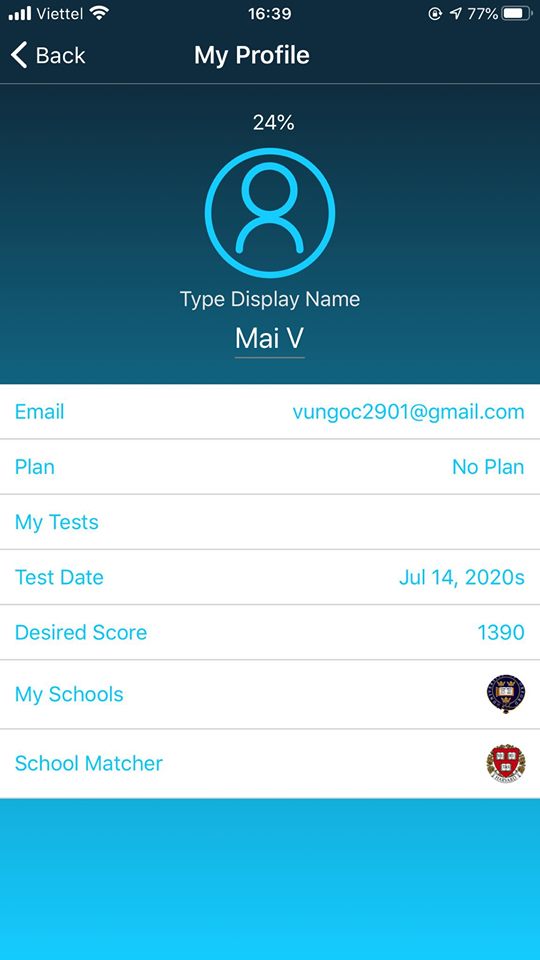 Viettel 16:39 77%
Back My Profile
24%
Type Display Name
Mai V
Email vungoc2901@gmail.com
Plan No Plan
My Tests
Test Date Jul 14, 2020s
Desired Score 1390
My Schools
School Matcher